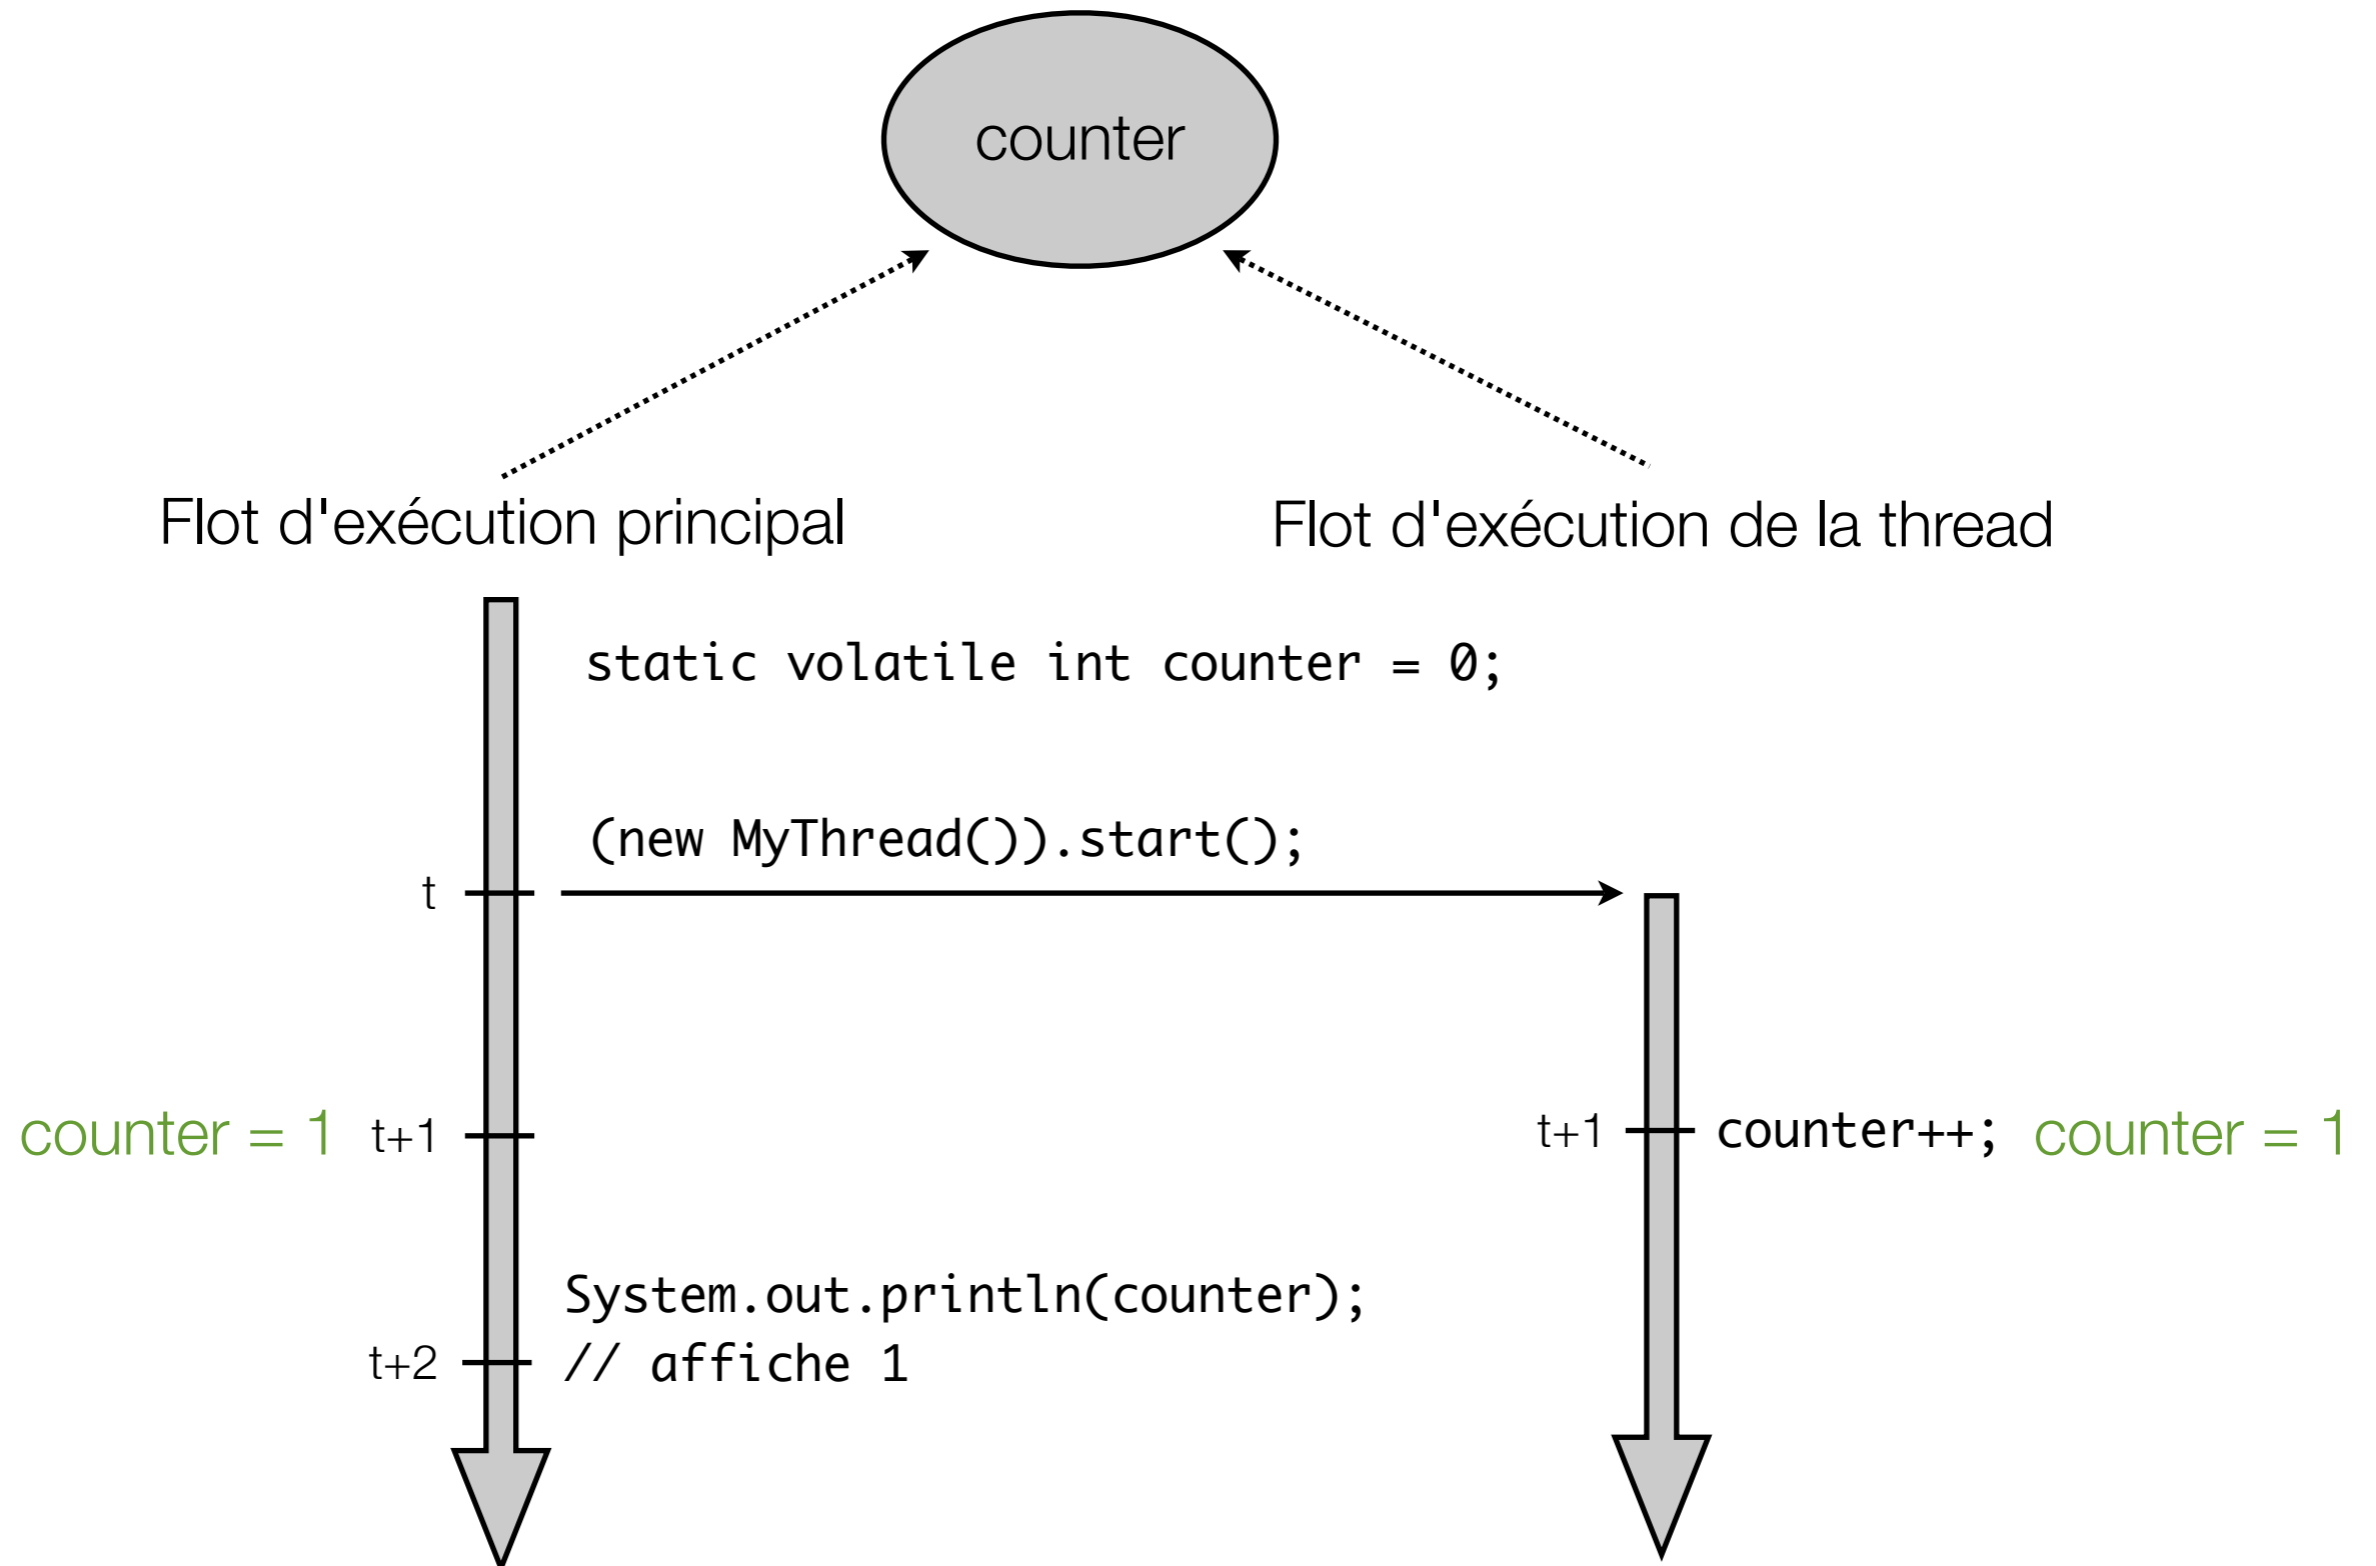 counter
Flot d'exécution principal
Flot d'exécution de la thread
static volatile int counter = 0;
(new MyThread()).start();
t
counter = 1 t+1
t+1 counter++; counter = 1
System.out.println(counter);
t+2 // affiche 1